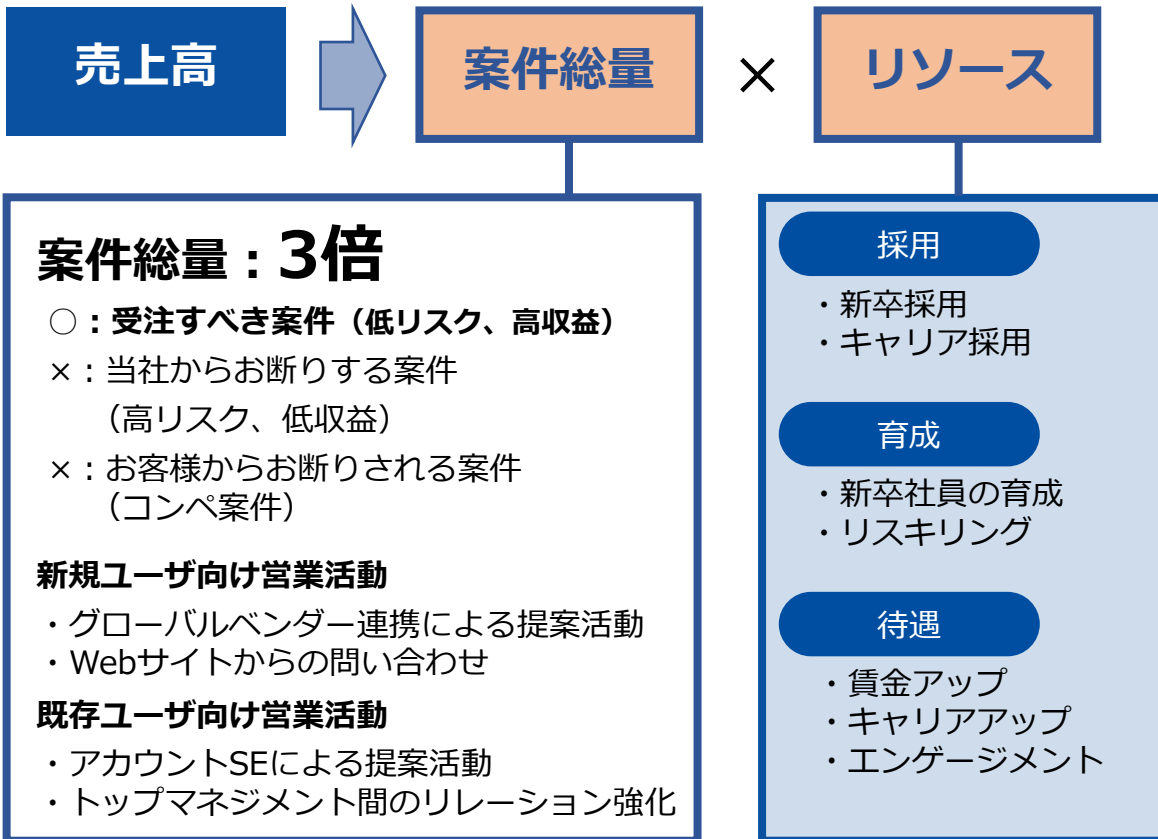 売上高
案件総量
×
リソース
案件総量：3倍
○：受注すべき案件（低リスク、高収益）
×：当社からお断りする案件
（高リスク、低収益）
×：お客様からお断りされる案件
（コンペ案件）
新規ユーザ向け営業活動
・グローバルベンダー連携による提案活動
・Webサイトからの問い合わせ
既存ユーザ向け営業活動
・アカウントSEによる提案活動
・トップマネジメント間のリレーション強化
採用
・新卒採用
・キャリア採用
育成
・新卒社員の育成
・リスキリング
待遇
・賃金アップ
・キャリアアップ
・エンゲージメント